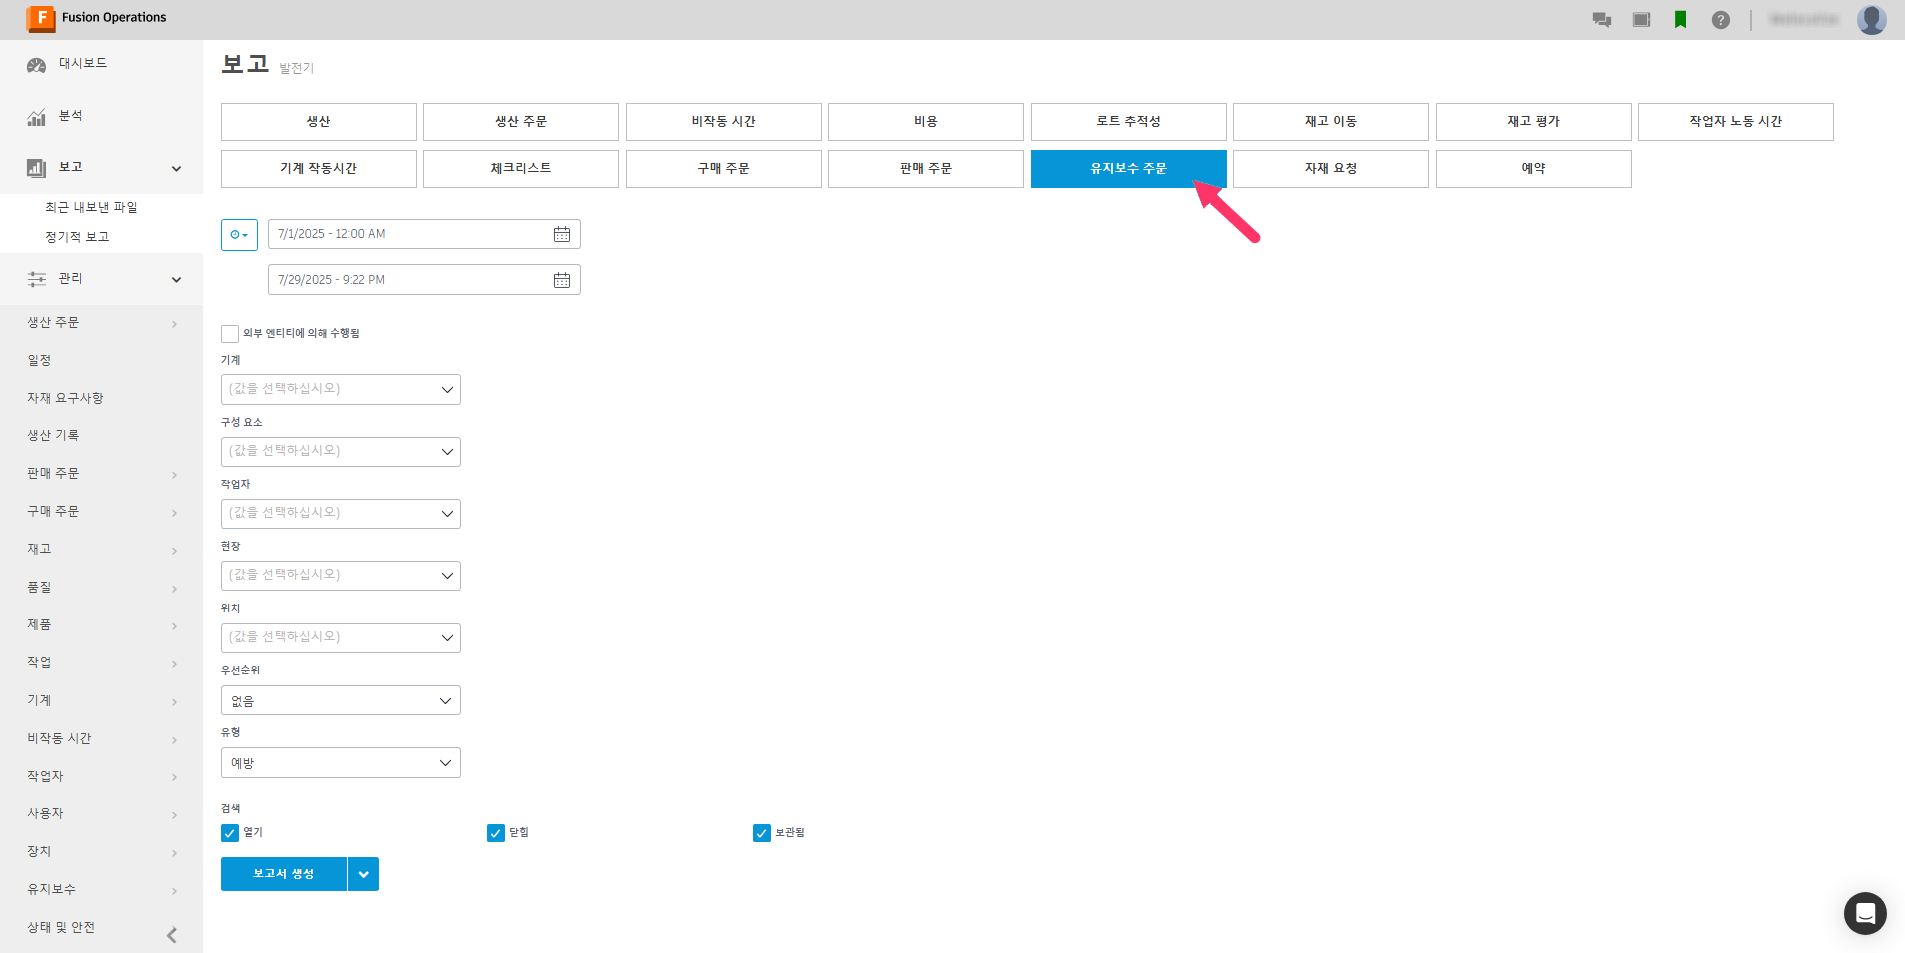 F Fusion Operations
?
대시보드
분석
보고
최근 내보낸 파일
정기적 보고
관리
생산 주문
일정
자재 요구사항
생산 기록
판매 주문
구매 주문
재고
품질
제품
작업
기계
비작동 시간
작업자
사용자
장치
유지보수
상태 및 안전
보고 발전기
생산 생산 주문 비작동 시간 비용 로트 추적성 재고 이동 재고 평가 작업자 노동 시간
기계 작동시간 체크리스트 구매 주문 판매 주문 유지보수 주문 자재 요청 예약
7/1/2025 - 12:00 AM
7/29/2025 - 9:22 PM
외부 엔티티에 의해 수행됨
기계
(값을 선택하십시오)
구성 요소
(값을 선택하십시오)
작업자
(값을 선택하십시오)
현장
(값을 선택하십시오)
위치
(값을 선택하십시오)
우선순위
없음
유형
예방
검색
열기 닫힘 보관됨
보고서 생성